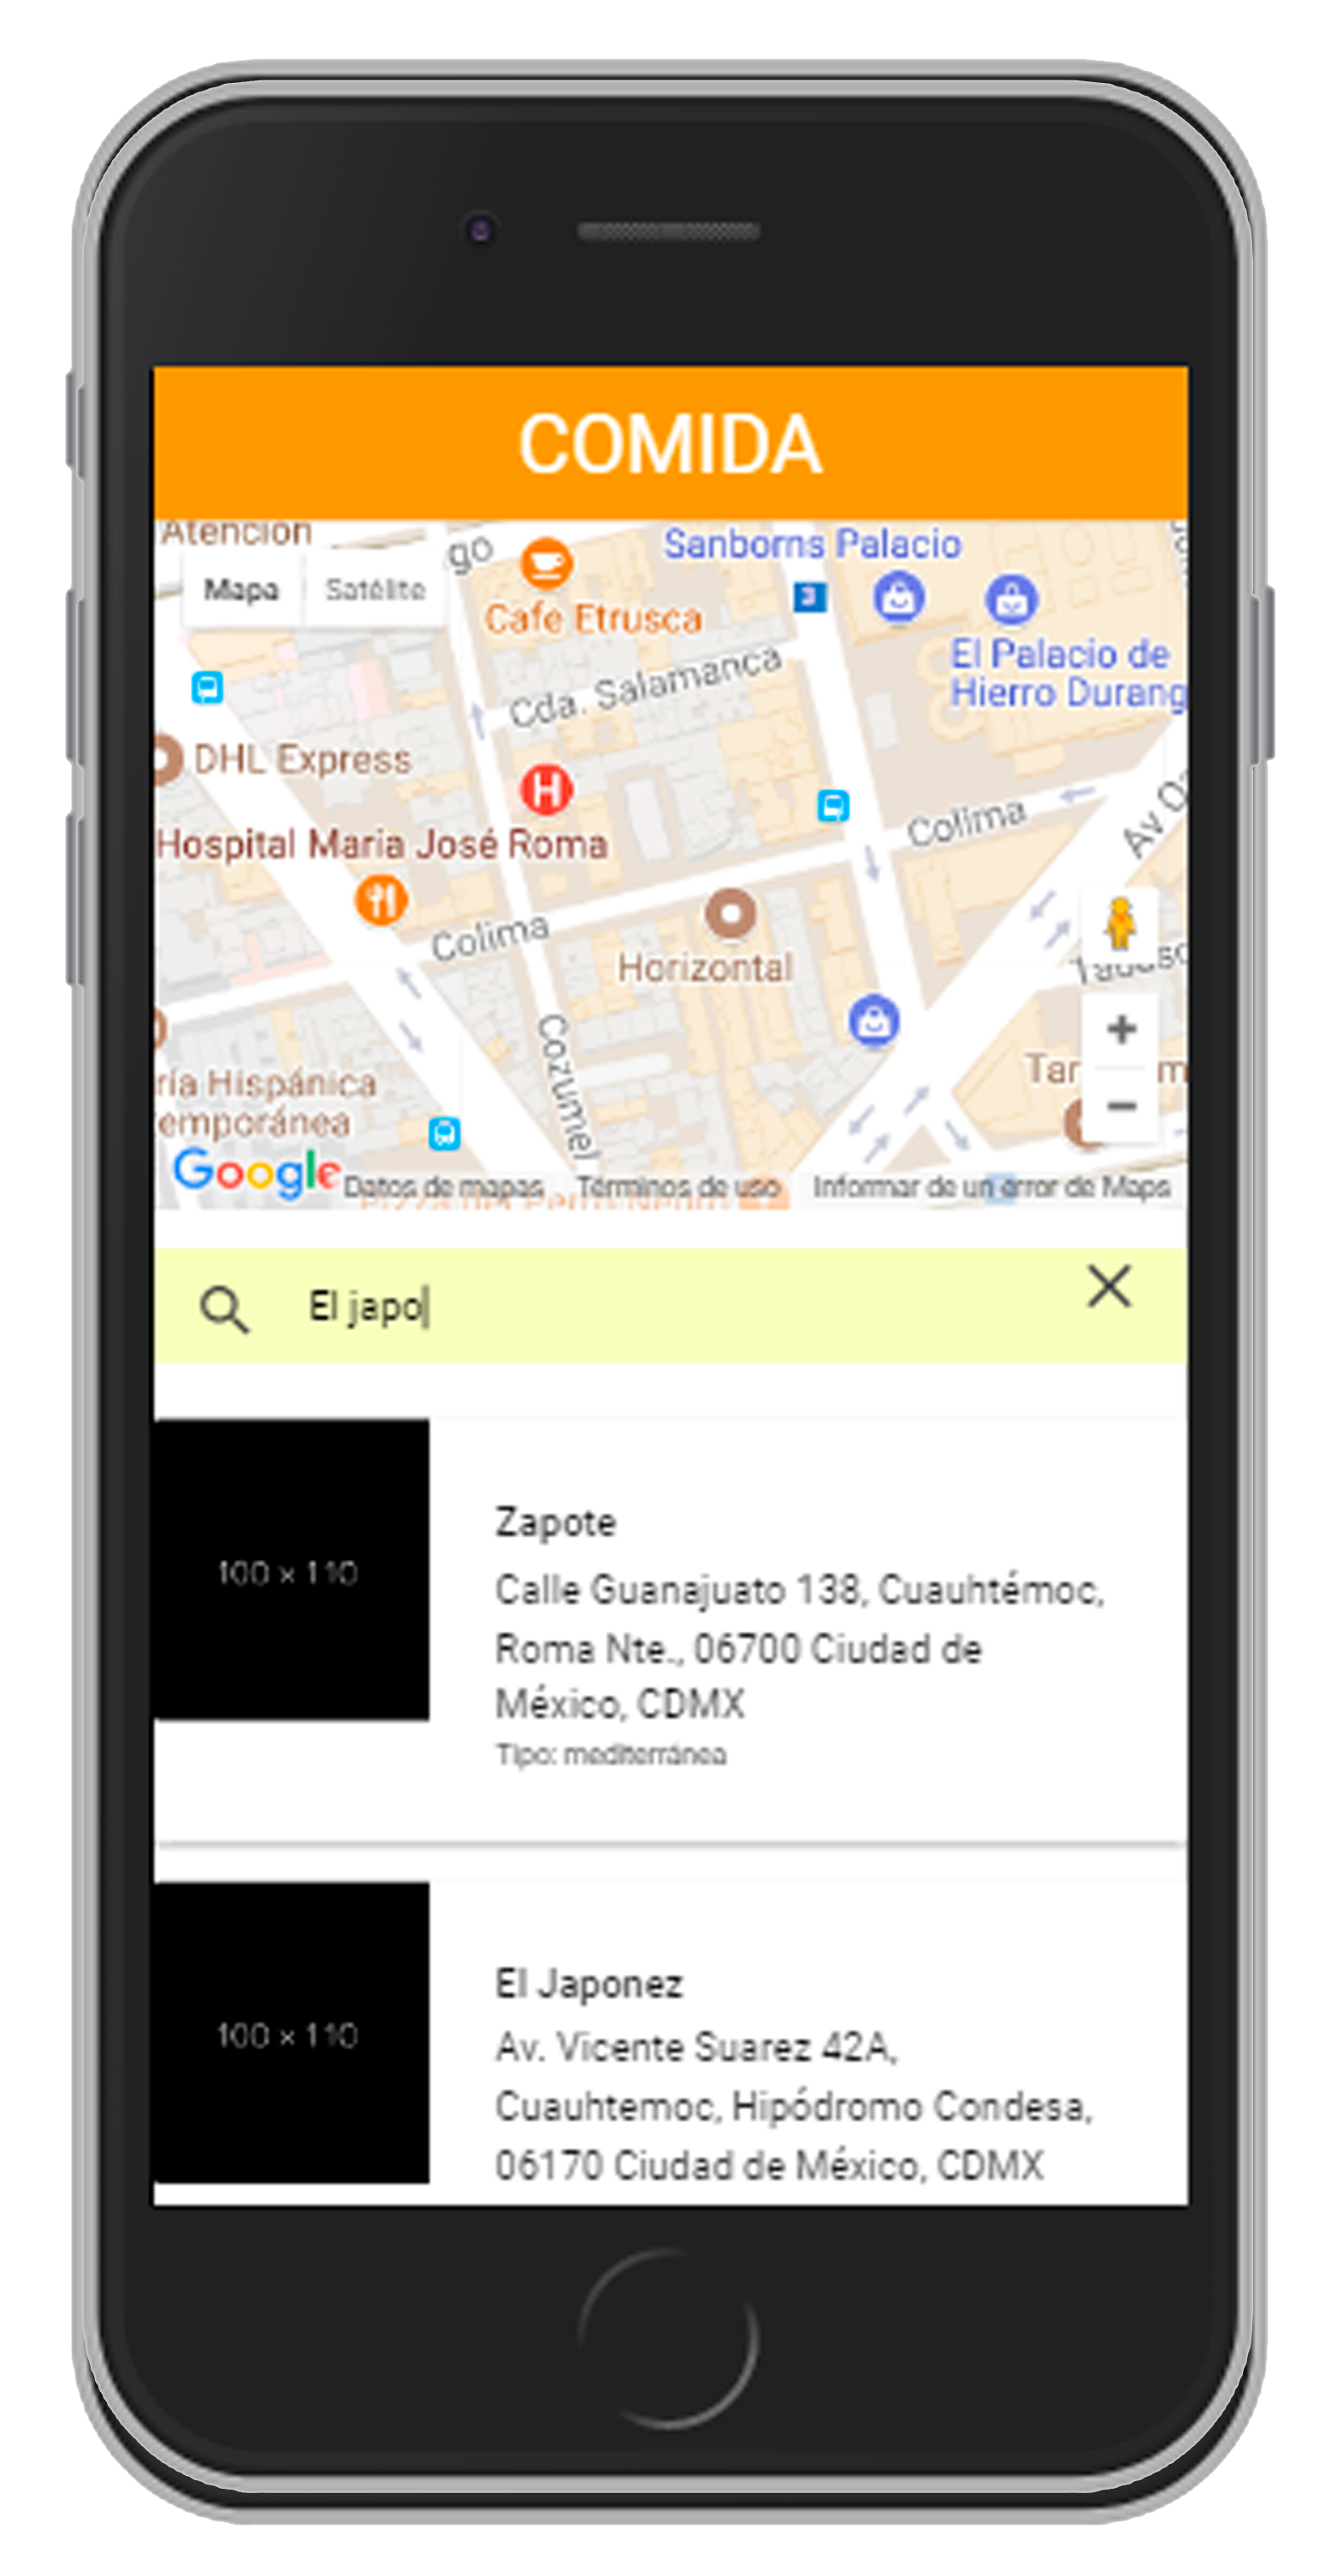 COMIDA
Atención
Mapa
Satélite
go
Cafe Etrusca
Sanborns Palacio
3
El Palacio de
Hierro Durang
Cda. Salamanca
DHL Express
H
Hospital Maria José Roma
Colima
Av
Colima
Horizontal
Cozumel
ría Hispánica
temporánea
Tar
m
+
−
Google
Datos de mapas
Términos de uso
Informar de un error de Maps
El japo
100 × 110
Zapote
Calle Guanajuato 138, Cuauhtémoc,
Roma Nte., 06700 Ciudad de
México, CDMX
Tipo: mediterránea
100 × 110
El Japonez
Av. Vicente Suarez 42A,
Cuauhtemoc, Hipódromo Condesa,
06170 Ciudad de México, CDMX